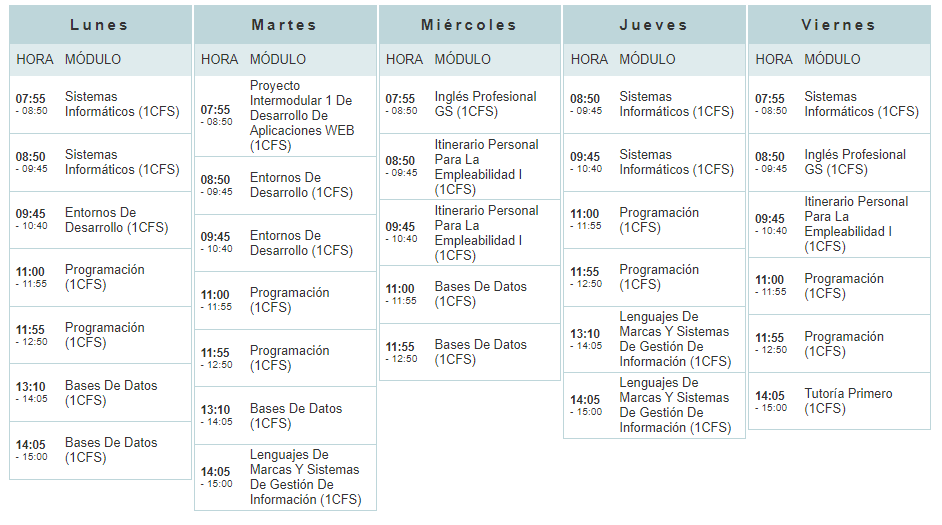 Lunes
HORA MÓDULO
07:55 - 08:50 Sistemas
Informáticos (1CFS)
08:50 - 09:45 Sistemas
Informáticos (1CFS)
09:45 - 10:40 Entornos De
Desarrollo (1CFS)
11:00 - 11:55 Programación
(1CFS)
11:55 - 12:50 Programación
(1CFS)
13:10 - 14:05 Bases De Datos
(1CFS)
14:05 - 15:00 Bases De Datos
(1CFS)
Martes
HORA MÓDULO
07:55 - 08:50 Proyecto
Intermodular 1 De
Desarrollo De
Aplicaciones WEB
(1CFS)
08:50 - 09:45 Entornos De
Desarrollo (1CFS)
09:45 - 10:40 Entornos De
Desarrollo (1CFS)
11:00 - 11:55 Programación
(1CFS)
11:55 - 12:50 Programación
(1CFS)
13:10 - 14:05 Bases De Datos
(1CFS)
14:05 - 15:00 Lenguajes De
Marcas Y Sistemas
De Gestión De
Información (1CFS)
Miércoles
HORA MÓDULO
07:55 - 08:50 Inglés Profesional
GS (1CFS)
08:50 - 09:45 Itinerario Personal
Para La
Empleabilidad I
(1CFS)
09:45 - 10:40 Itinerario Personal
Para La
Empleabilidad I
(1CFS)
11:00 - 11:55 Bases De Datos
(1CFS)
11:55 - 12:50 Bases De Datos
(1CFS)
Jueves
HORA MÓDULO
08:50 - 09:45 Sistemas
Informáticos (1CFS)
09:45 - 10:40 Sistemas
Informáticos (1CFS)
11:00 - 11:55 Programación
(1CFS)
11:55 - 12:50 Programación
(1CFS)
13:10 - 14:05 Lenguajes De
Marcas Y Sistemas
De Gestión De
Información (1CFS)
14:05 - 15:00 Lenguajes De
Marcas Y Sistemas
De Gestión De
Información (1CFS)
Viernes
HORA MÓDULO
07:55 - 08:50 Sistemas
Informáticos (1CFS)
08:50 - 09:45 Inglés Profesional
GS (1CFS)
09:45 - 10:40 Itinerario Personal
Para La
Empleabilidad I
(1CFS)
11:00 - 11:55 Programación
(1CFS)
11:55 - 12:50 Programación
(1CFS)
14:05 - 15:00 Tutoría Primero
(1CFS)